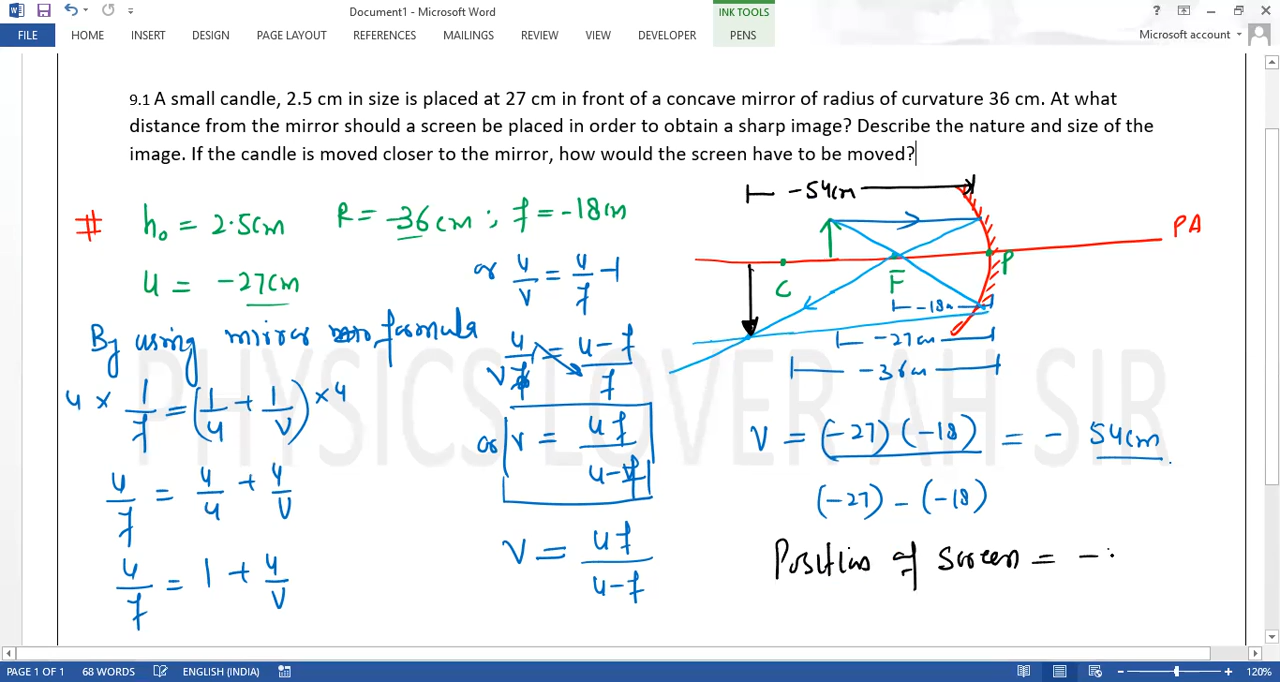 Document1 - Microsoft Word
INK TOOLS
FILE HOME INSERT DESIGN PAGE LAYOUT REFERENCES MAILINGS REVIEW VIEW DEVELOPER PENS
Microsoft account
9.1 A small candle, 2.5 cm in size is placed at 27 cm in front of a concave mirror of radius of curvature 36 cm. At what
distance from the mirror should a screen be placed in order to obtain a sharp image? Describe the nature and size of the
image. If the candle is moved closer to the mirror, how would the screen have to be moved?
# h₀ = 2.5cm R = -36cm ; f = -18cm
u = -27cm
By using mirror formula
u × 1/f = (1/u + 1/v) × u
u/f = u/u + u/v
u/f = 1 + u/v
or u/v = u/f - 1
u/v = u-f/f
or v = uf/u-f
v = uf/u-f
-54cm
PA
C
F
P
-18
-27cm
-36cm
V = (-27)(-18)/(-27)-(-18) = - 54cm
Position of screen = -
PHYSICS LOVER AH SIR
PAGE 1 OF 1 68 WORDS ENGLISH (INDIA) 120%